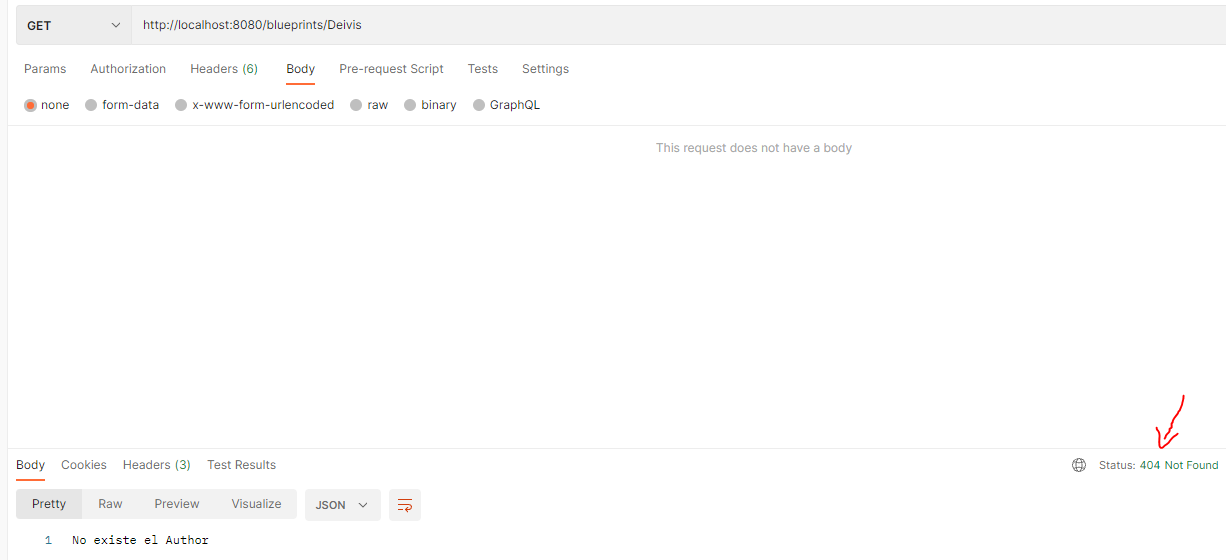 GET http://localhost:8080/blueprints/Deivis
Params Authorization Headers (6) Body Pre-request Script Tests Settings
none form-data x-www-form-urlencoded raw binary GraphQL
This request does not have a body
Body Cookies Headers (3) Test Results Status: 404 Not Found
Pretty Raw Preview Visualize JSON
1 No existe el Author